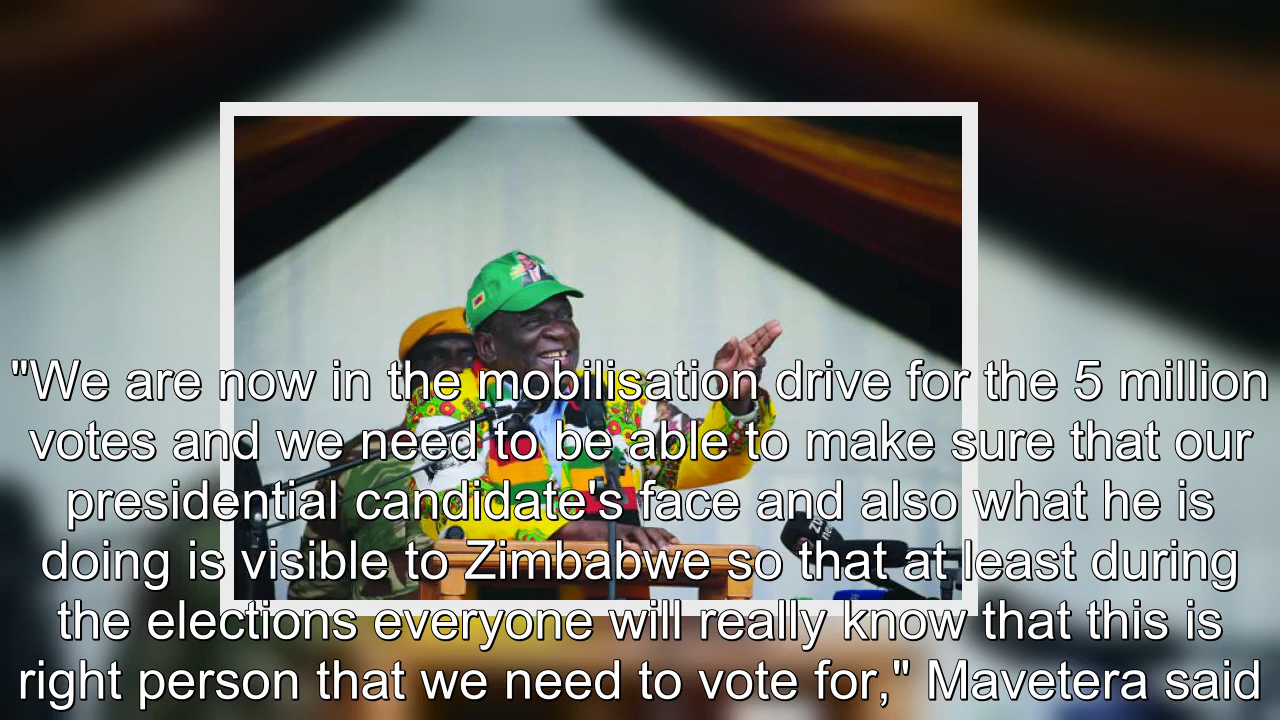 "We are now in the mobilisation drive for the 5 million
votes and we need to be able to make sure that our
presidential candidate's face and also what he is
doing is visible to Zimbabwe so that at least during
the elections everyone will really know that this is
right person that we need to vote for," Mavetera said